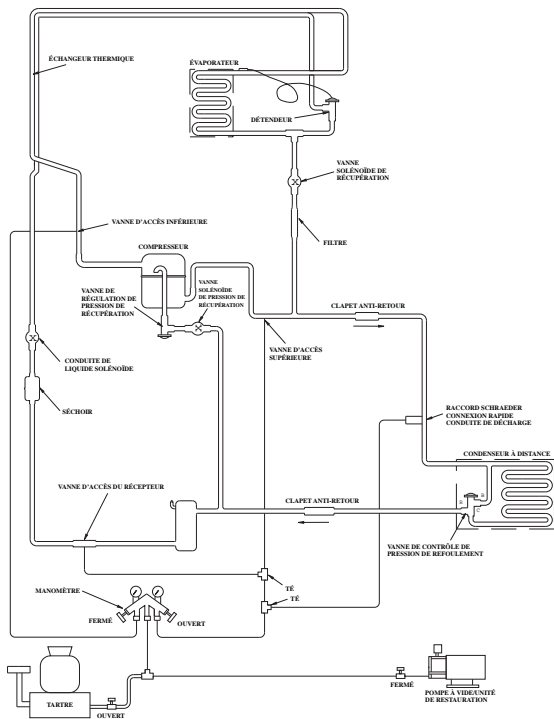 ÉCHANGEUR THERMIQUE
ÉVAPORATEUR
DÉTENDEUR
VANNE
SOLÉNOÏDE DE
RÉCUPÉRATION
VANNE D'ACCÈS INFÉRIEURE
FILTRE
COMPRESSEUR
VANNE DE
RÉGULATION DE
PRESSION DE
RÉCUPÉRATION
VANNE
SOLÉNOÏDE
DE PRESSION DE
RÉCUPÉRATION
CLAPET ANTI-RETOUR
VANNE D'ACCÈS
SUPÉRIEURE
CONDUITE DE
LIQUIDE SOLÉNOÏDE
SÉCHOIR
RACCORD SCHRAEDER
CONNEXION RAPIDE
CONDUITE DE DÉCHARGE
CONDENSEUR À DISTANCE
VANNE D'ACCÈS DU RÉCEPTEUR
CLAPET ANTI-RETOUR
R
B
C
VANNE DE CONTRÔLE DE
PRESSION DE REFOULEMENT
MANOMÈTRE
TÉ
TÉ
FERMÉ
OUVERT
TARTRE
OUVERT
FERMÉ
POMPE À VIDE/UNITÉ
DE RESTAURATION